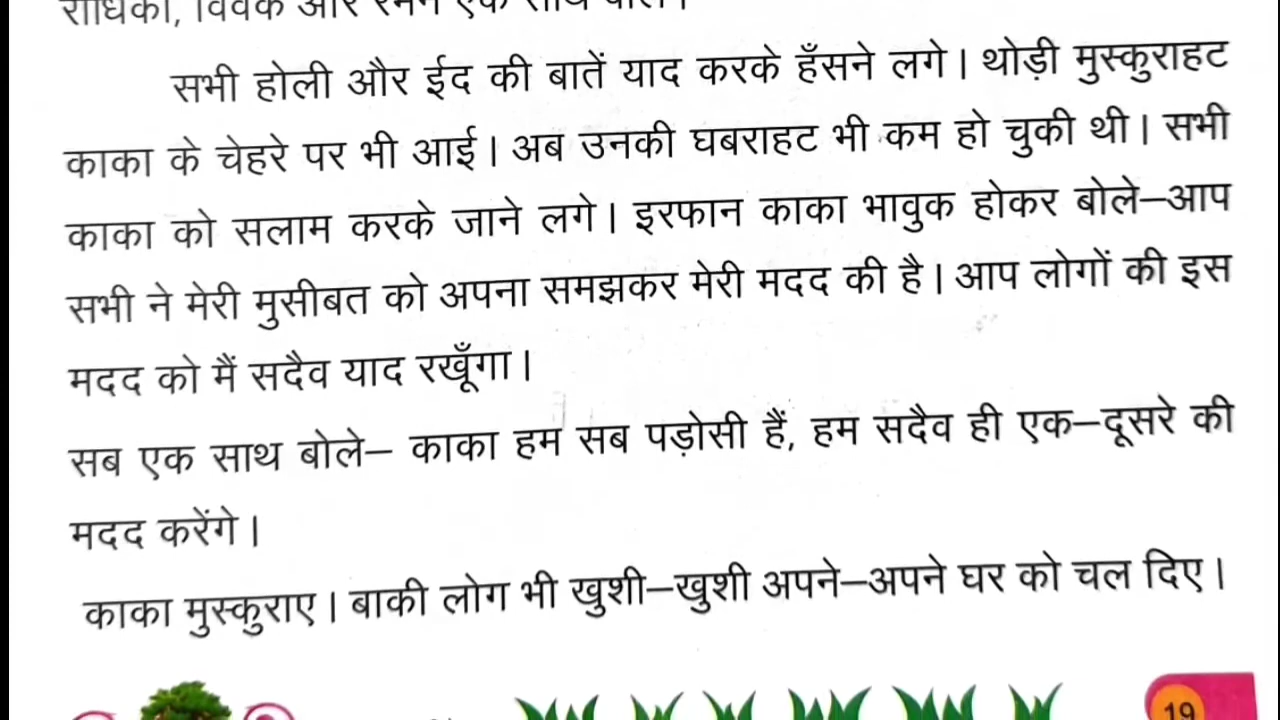 राधिका, विवेक और रमन एक साथ बोले।
सभी होली और ईद की बातें याद करके हँसने लगे। थोड़ी मुस्कुराहट
काका के चेहरे पर भी आई। अब उनकी घबराहट भी कम हो चुकी थी। सभी
काका को सलाम करके जाने लगे। इरफान काका भावुक होकर बोले–आप
सभी ने मेरी मुसीबत को अपना समझकर मेरी मदद की है। आप लोगों की इस
मदद को मैं सदैव याद रखूँगा।
सब एक साथ बोले– काका हम सब पड़ोसी हैं, हम सदैव ही एक–दूसरे की
मदद करेंगे।
काका मुस्कुराए। बाकी लोग भी खुशी–खुशी अपने–अपने घर को चल दिए।
19